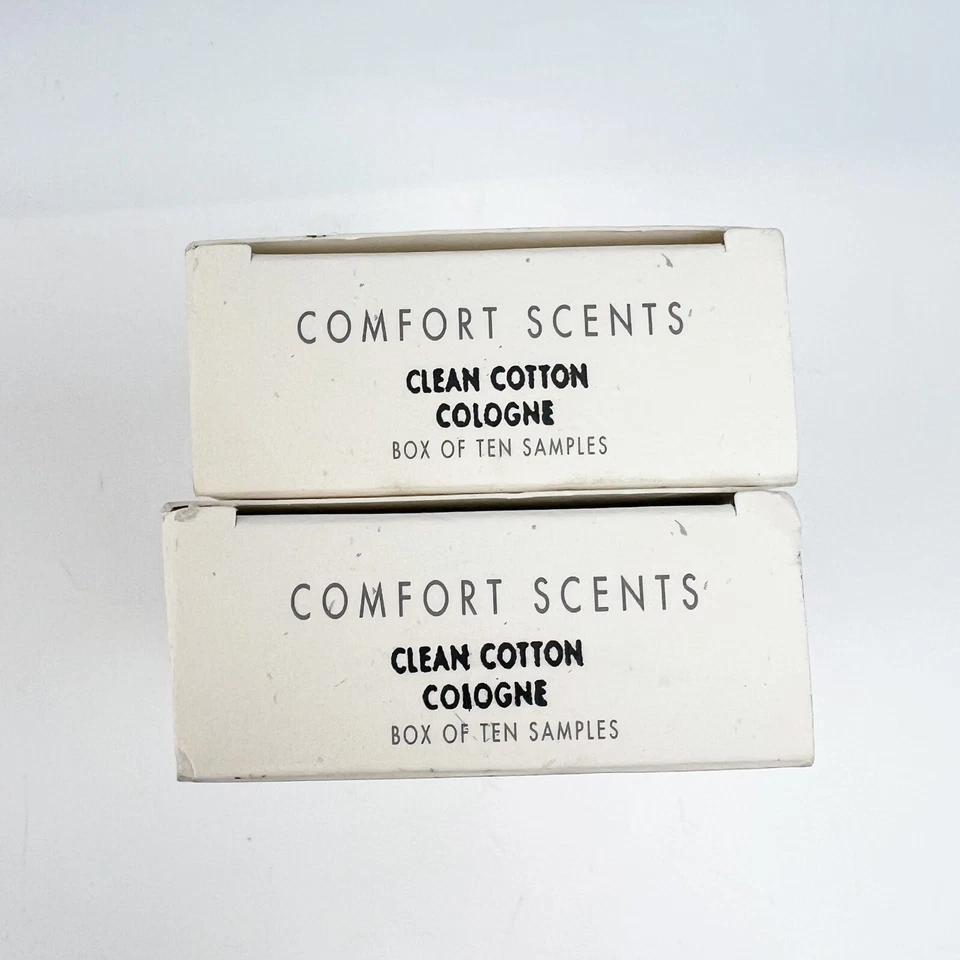 COMFORT SCENTS
CLEAN COTTON
COLOGNE
BOX OF TEN SAMPLES
COMFORT SCENTS
CLEAN COTTON
COLOGNE
BOX OF TEN SAMPLES